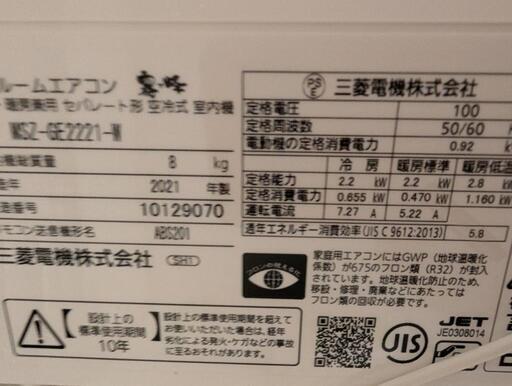 ルームエアコン 霧ヶ峰
暖房兼用 セパレート形 空冷式 室内機
MSZ-GE2221-W
機総質量 8 kg
造年 2021 年製
造番号 10129070
モコン送信機形名 ABS201
三菱電機株式会社 SH1
PS
E
三菱電機株式会社
定格電圧 100
定格周波数 50/60
電動機の定格消費電力 0.92
冷房 暖房標準 暖房低温
定格能力 2.2 kW 2.2 kW 2.8
定格消費電力 0.655 kW 0.470 kW 1.160 kW
運転電流 7.27 A 5.22 A
通年エネルギー消費効率(JIS C 9612:2013) 5.8
フロンの見える化
家庭用エアコンにはGWP（地球温暖化
係数）が675のフロン類（R32）が封入
されています。地球温暖化防止のため、
移設・修理・廃棄などにあたっては
フロン類の回収が必要です。
設計上の
標準使用期間
10年
設計上の標準使用期間を超えて
お使いいただいた場合は、経年
劣化による発火・ケガなどの事故
に至るおそれがあります。
JIS
JET
JE0308014